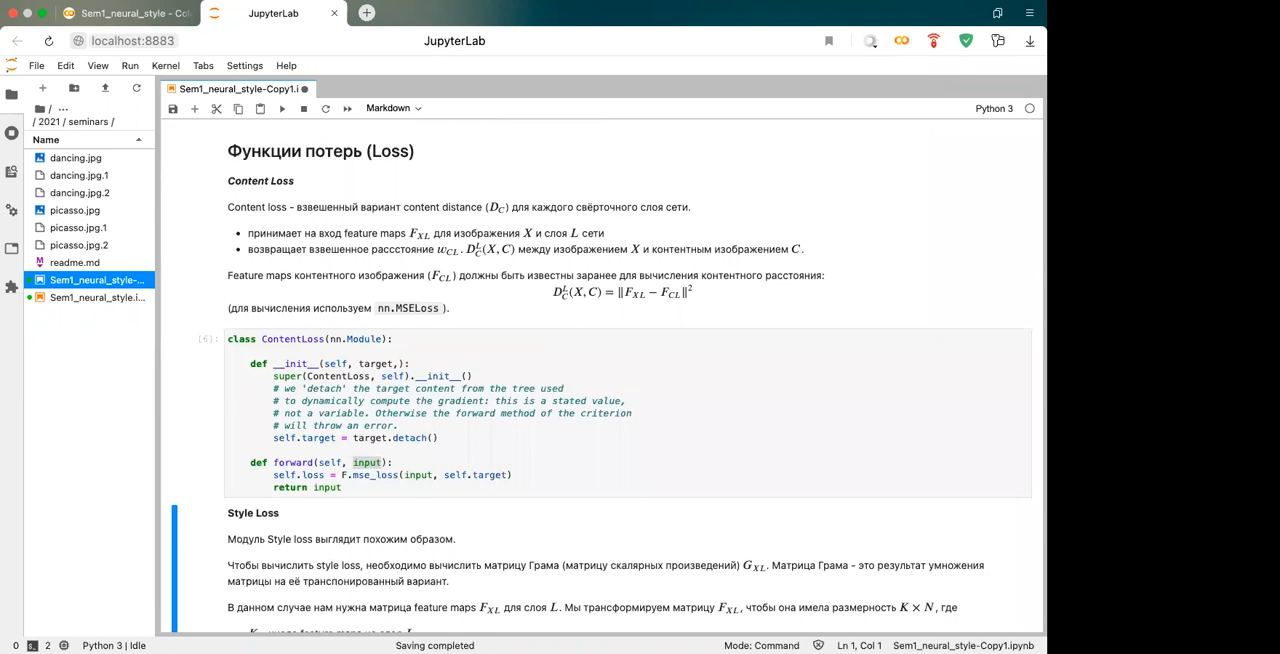 Sem1_neural_style - Co
JupyterLab
localhost:8883
JupyterLab
File Edit View Run Kernel Tabs Settings Help
Sem1_neural_style-Copy1.i
/ ...
/ 2021 / seminars /
Markdown
Python 3
Name
dancing.jpg
dancing.jpg.1
dancing.jpg.2
picasso.jpg
picasso.jpg.1
picasso.jpg.2
readme.md
Sem1_neural_style-...
Sem1_neural_style.i...
Функции потерь (Loss)
Content Loss
Content loss - взвешенный вариант content distance (D_C) для каждого свёрточного слоя сети.
• принимает на вход feature maps F_XL для изображения X и слоя L сети
• возвращает взвешенное рассстояние w_CL. D_C^L(X, C) между изображением X и контентным изображением C.
Feature maps контентного изображения (F_CL) должны быть известны заранее для вычисления контентного расстояния:
D_C^L(X, C) = ‖F_XL − F_CL‖²
(для вычисления используем nn.MSELoss ).
[6]:
class ContentLoss(nn.Module):
def __init__(self, target,):
super(ContentLoss, self).__init__()
# we 'detach' the target content from the tree used
# to dynamically compute the gradient: this is a stated value,
# not a variable. Otherwise the forward method of the criterion
# will throw an error.
self.target = target.detach()
def forward(self, input):
self.loss = F.mse_loss(input, self.target)
return input
Style Loss
Модуль Style loss выглядит похожим образом.
Чтобы вычислить style loss, необходимо вычислить матрицу Грама (матрицу скалярных произведений) G_XL. Матрица Грама - это результат умножения
матрицы на её транспонированный вариант.
В данном случае нам нужна матрица feature maps F_XL для слоя L. Мы трансформируем матрицу F_XL, чтобы она имела размерность K × N, где
0 2 Python 3 | Idle
Saving completed
Mode: Command
Ln 1, Col 1
Sem1_neural_style-Copy1.ipynb